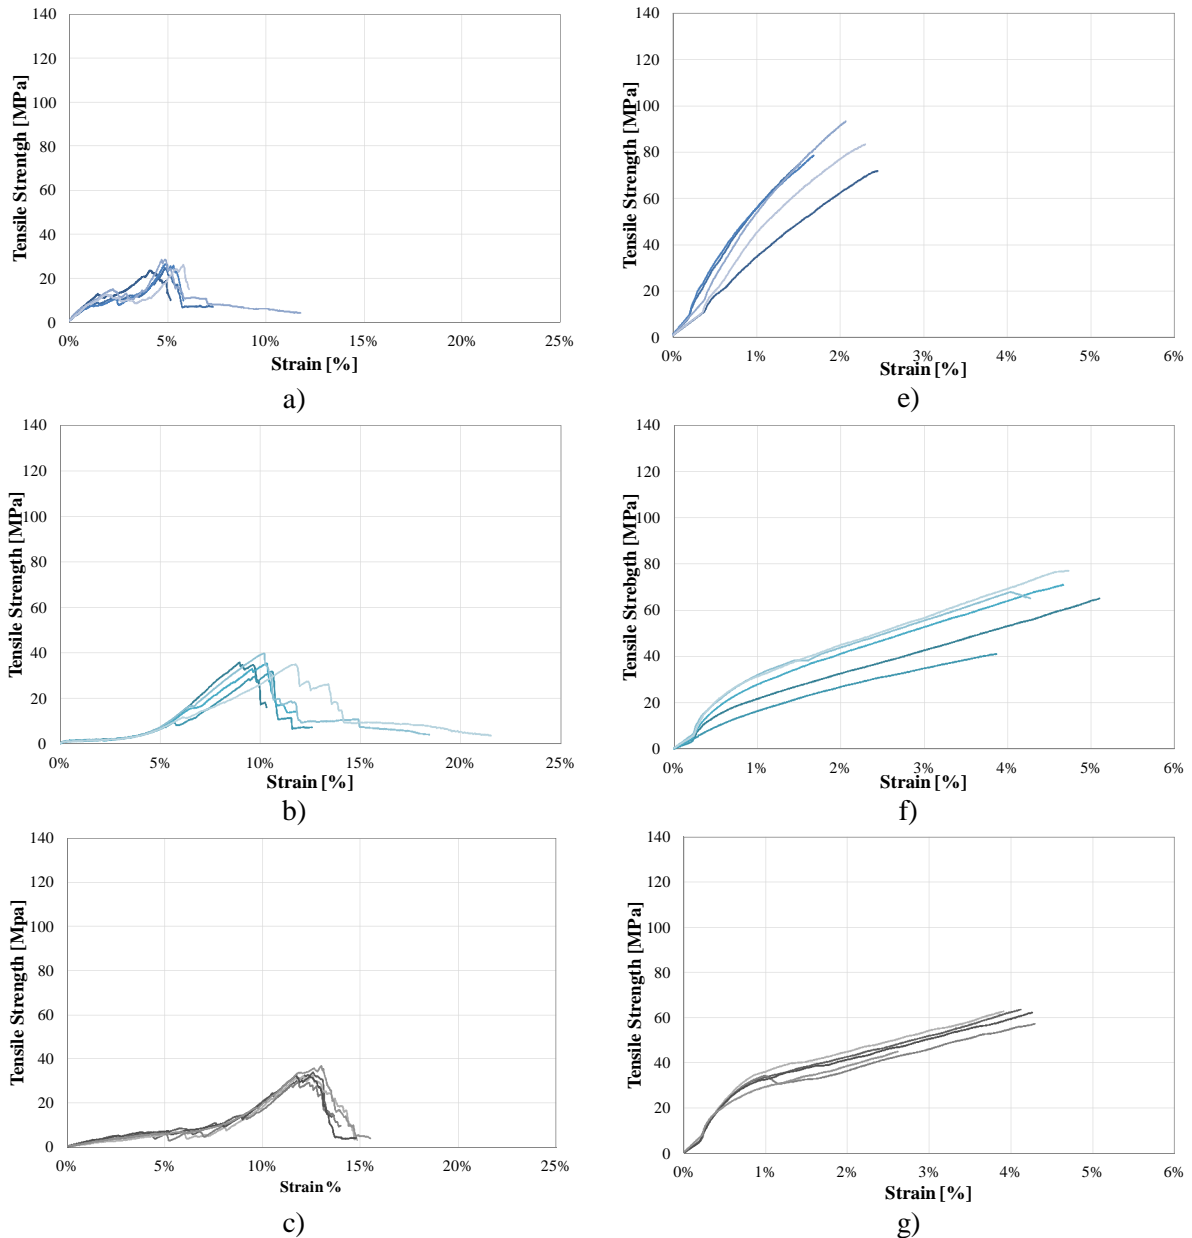 140
120
100
80
60
40
20
0
Tensile Strentgh [MPa]
0% 5% 10% 15% 20% 25%
Strain [%]
a)
140
120
100
80
60
40
20
0
Tensile Strength [MPa]
0% 1% 2% 3% 4% 5% 6%
Strain [%]
e)
140
120
100
80
60
40
20
0
Tensile Strength [MPa]
0% 5% 10% 15% 20% 25%
Strain [%]
b)
140
120
100
80
60
40
20
0
Tensile Strebgth [MPa]
0% 1% 2% 3% 4% 5% 6%
Strain [%]
f)
140
120
100
80
60
40
20
0
Tensile Strength [Mpa]
0% 5% 10% 15% 20% 25%
Strain %
c)
140
120
100
80
60
40
20
0
Tensile Strength [MPa]
0% 1% 2% 3% 4% 5% 6%
Strain [%]
g)